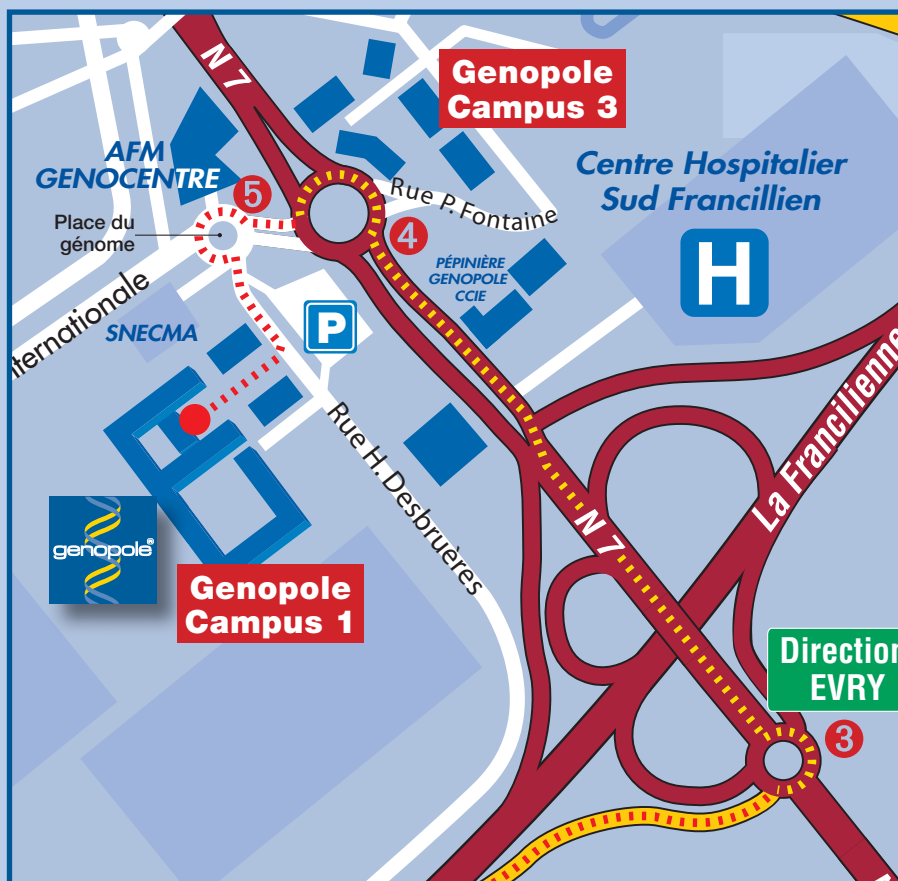 N 7
Genopole
Campus 3
AFM
GENOCENTRE
5
Place du
génome
Rue P. Fontaine
4
Centre Hospitalier
Sud Francillien
H
PÉPINIÈRE
GENOPOLE
CCIE
P
SNECMA
nternationale
Rue H. Desbruères
La Francilienne
N 7
genopole®
Genopole
Campus 1
Direction
EVRY
3